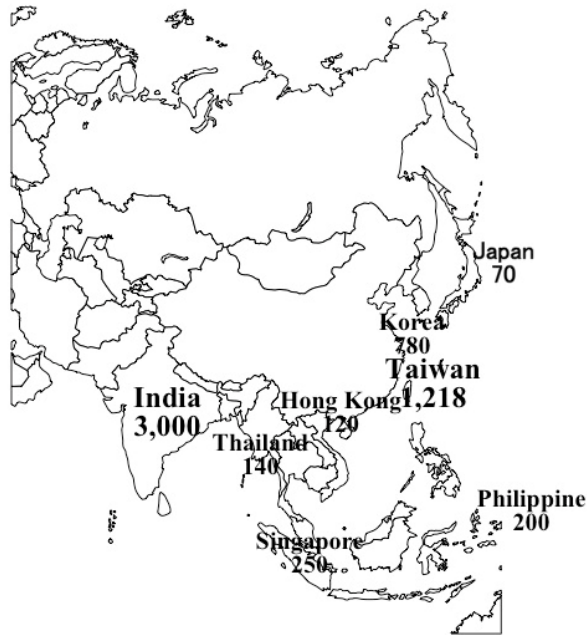 Japan
70
Korea
780
Taiwan
1,218
India
3,000
Hong Kong
120
Thailand
140
Philippine
200
Singapore
250